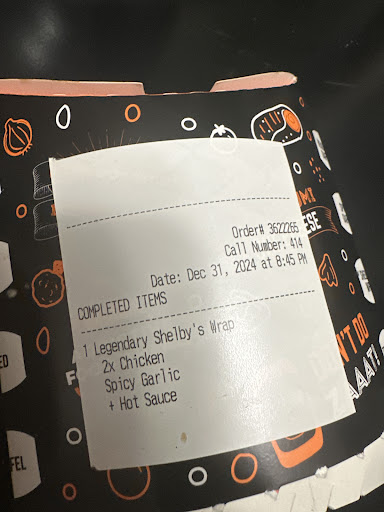 Order# 3622265
Call Number: 414
Date: Dec 31, 2024 at 8:45 PM
COMPLETED ITEMS
1 Legendary Shelby's Wrap
2x Chicken
Spicy Garlic
+ Hot Sauce